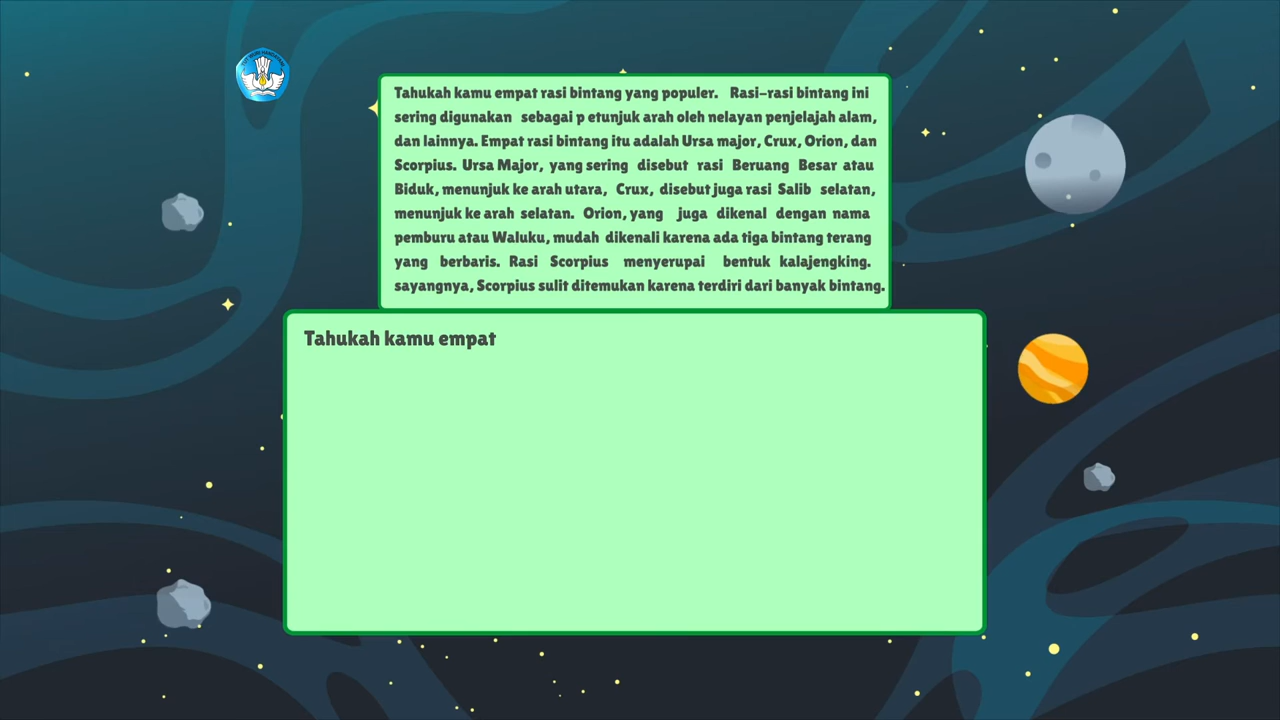 Tahukah kamu empat rasi bintang yang populer. Rasi-rasi bintang ini
sering digunakan sebagai p etunjuk arah oleh nelayan penjelajah alam,
dan lainnya. Empat rasi bintang itu adalah Ursa major, Crux, Orion, dan
Scorpius. Ursa Major, yang sering disebut rasi Beruang Besar atau
Biduk, menunjuk ke arah utara, Crux, disebut juga rasi Salib selatan,
menunjuk ke arah selatan. Orion, yang juga dikenal dengan nama
pemburu atau Waluku, mudah dikenali karena ada tiga bintang terang
yang berbaris. Rasi Scorpius menyerupai bentuk kalajengking.
sayangnya, Scorpius sulit ditemukan karena terdiri dari banyak bintang.
Tahukah kamu empat